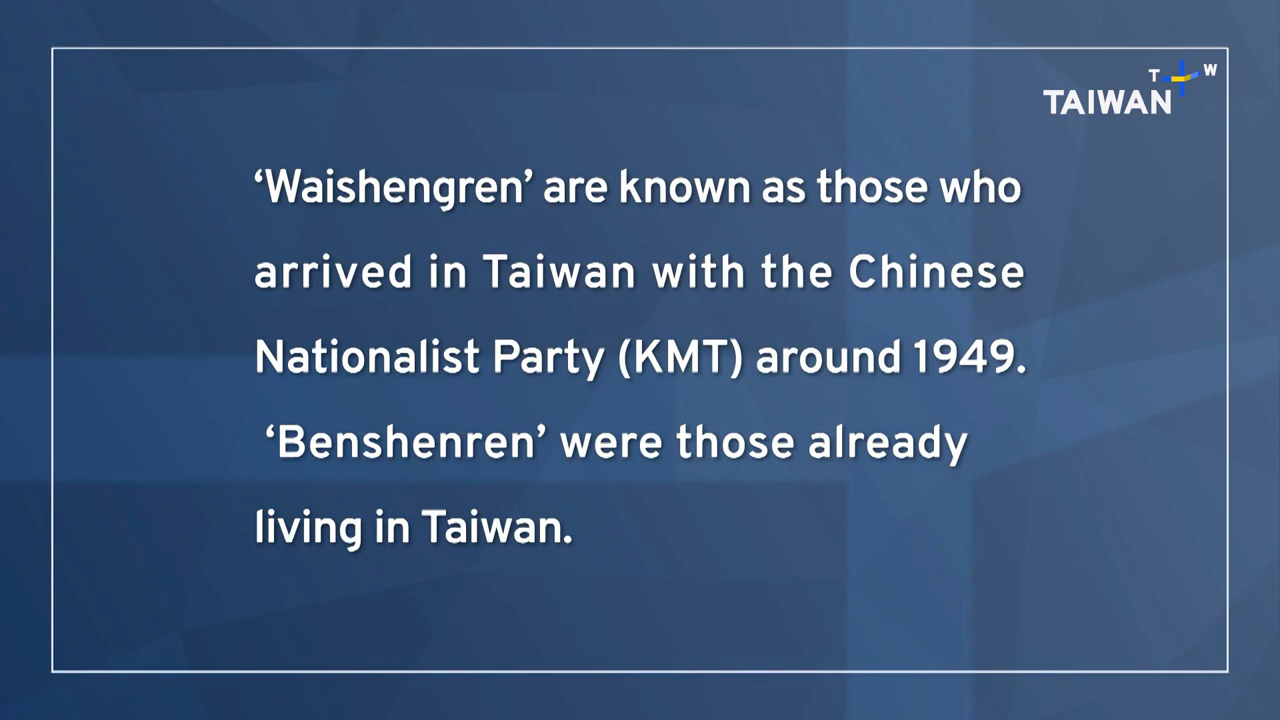 T W
TAIWAN
‘Waishengren’ are known as those who
arrived in Taiwan with the Chinese
Nationalist Party (KMT) around 1949.
‘Benshenren’ were those already
living in Taiwan.